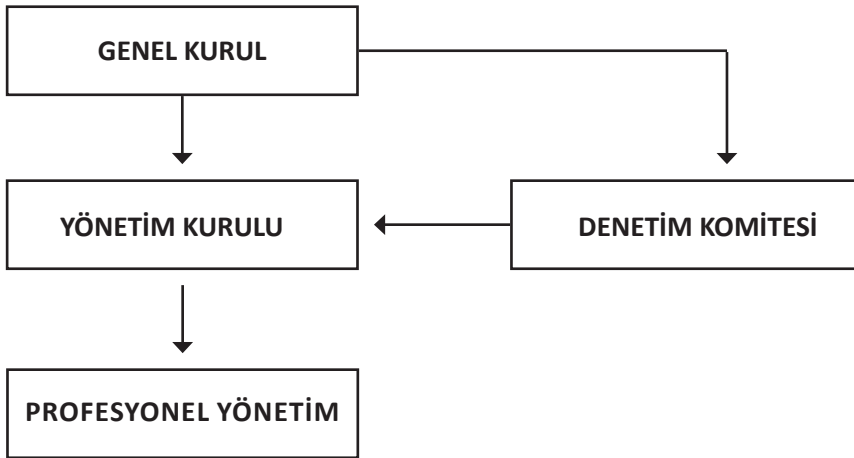 GENEL KURUL
YÖNETİM KURULU
DENETİM KOMİTESİ
PROFESYONEL YÖNETİM